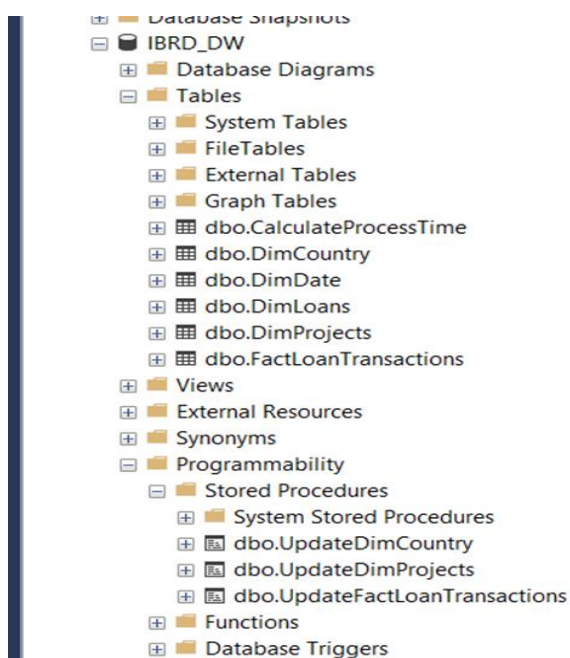 Database Snapshots
IBRD_DW
Database Diagrams
Tables
System Tables
FileTables
External Tables
Graph Tables
dbo.CalculateProcessTime
dbo.DimCountry
dbo.DimDate
dbo.DimLoans
dbo.DimProjects
dbo.FactLoanTransactions
Views
External Resources
Synonyms
Programmability
Stored Procedures
System Stored Procedures
dbo.UpdateDimCountry
dbo.UpdateDimProjects
dbo.UpdateFactLoanTransactions
Functions
Database Triggers